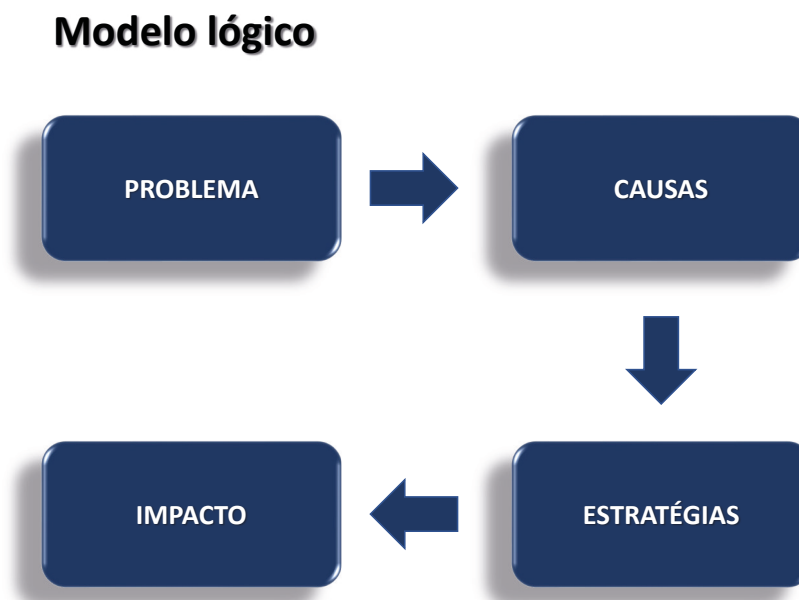 Modelo lógico
PROBLEMA
CAUSAS
IMPACTO
ESTRATÉGIAS